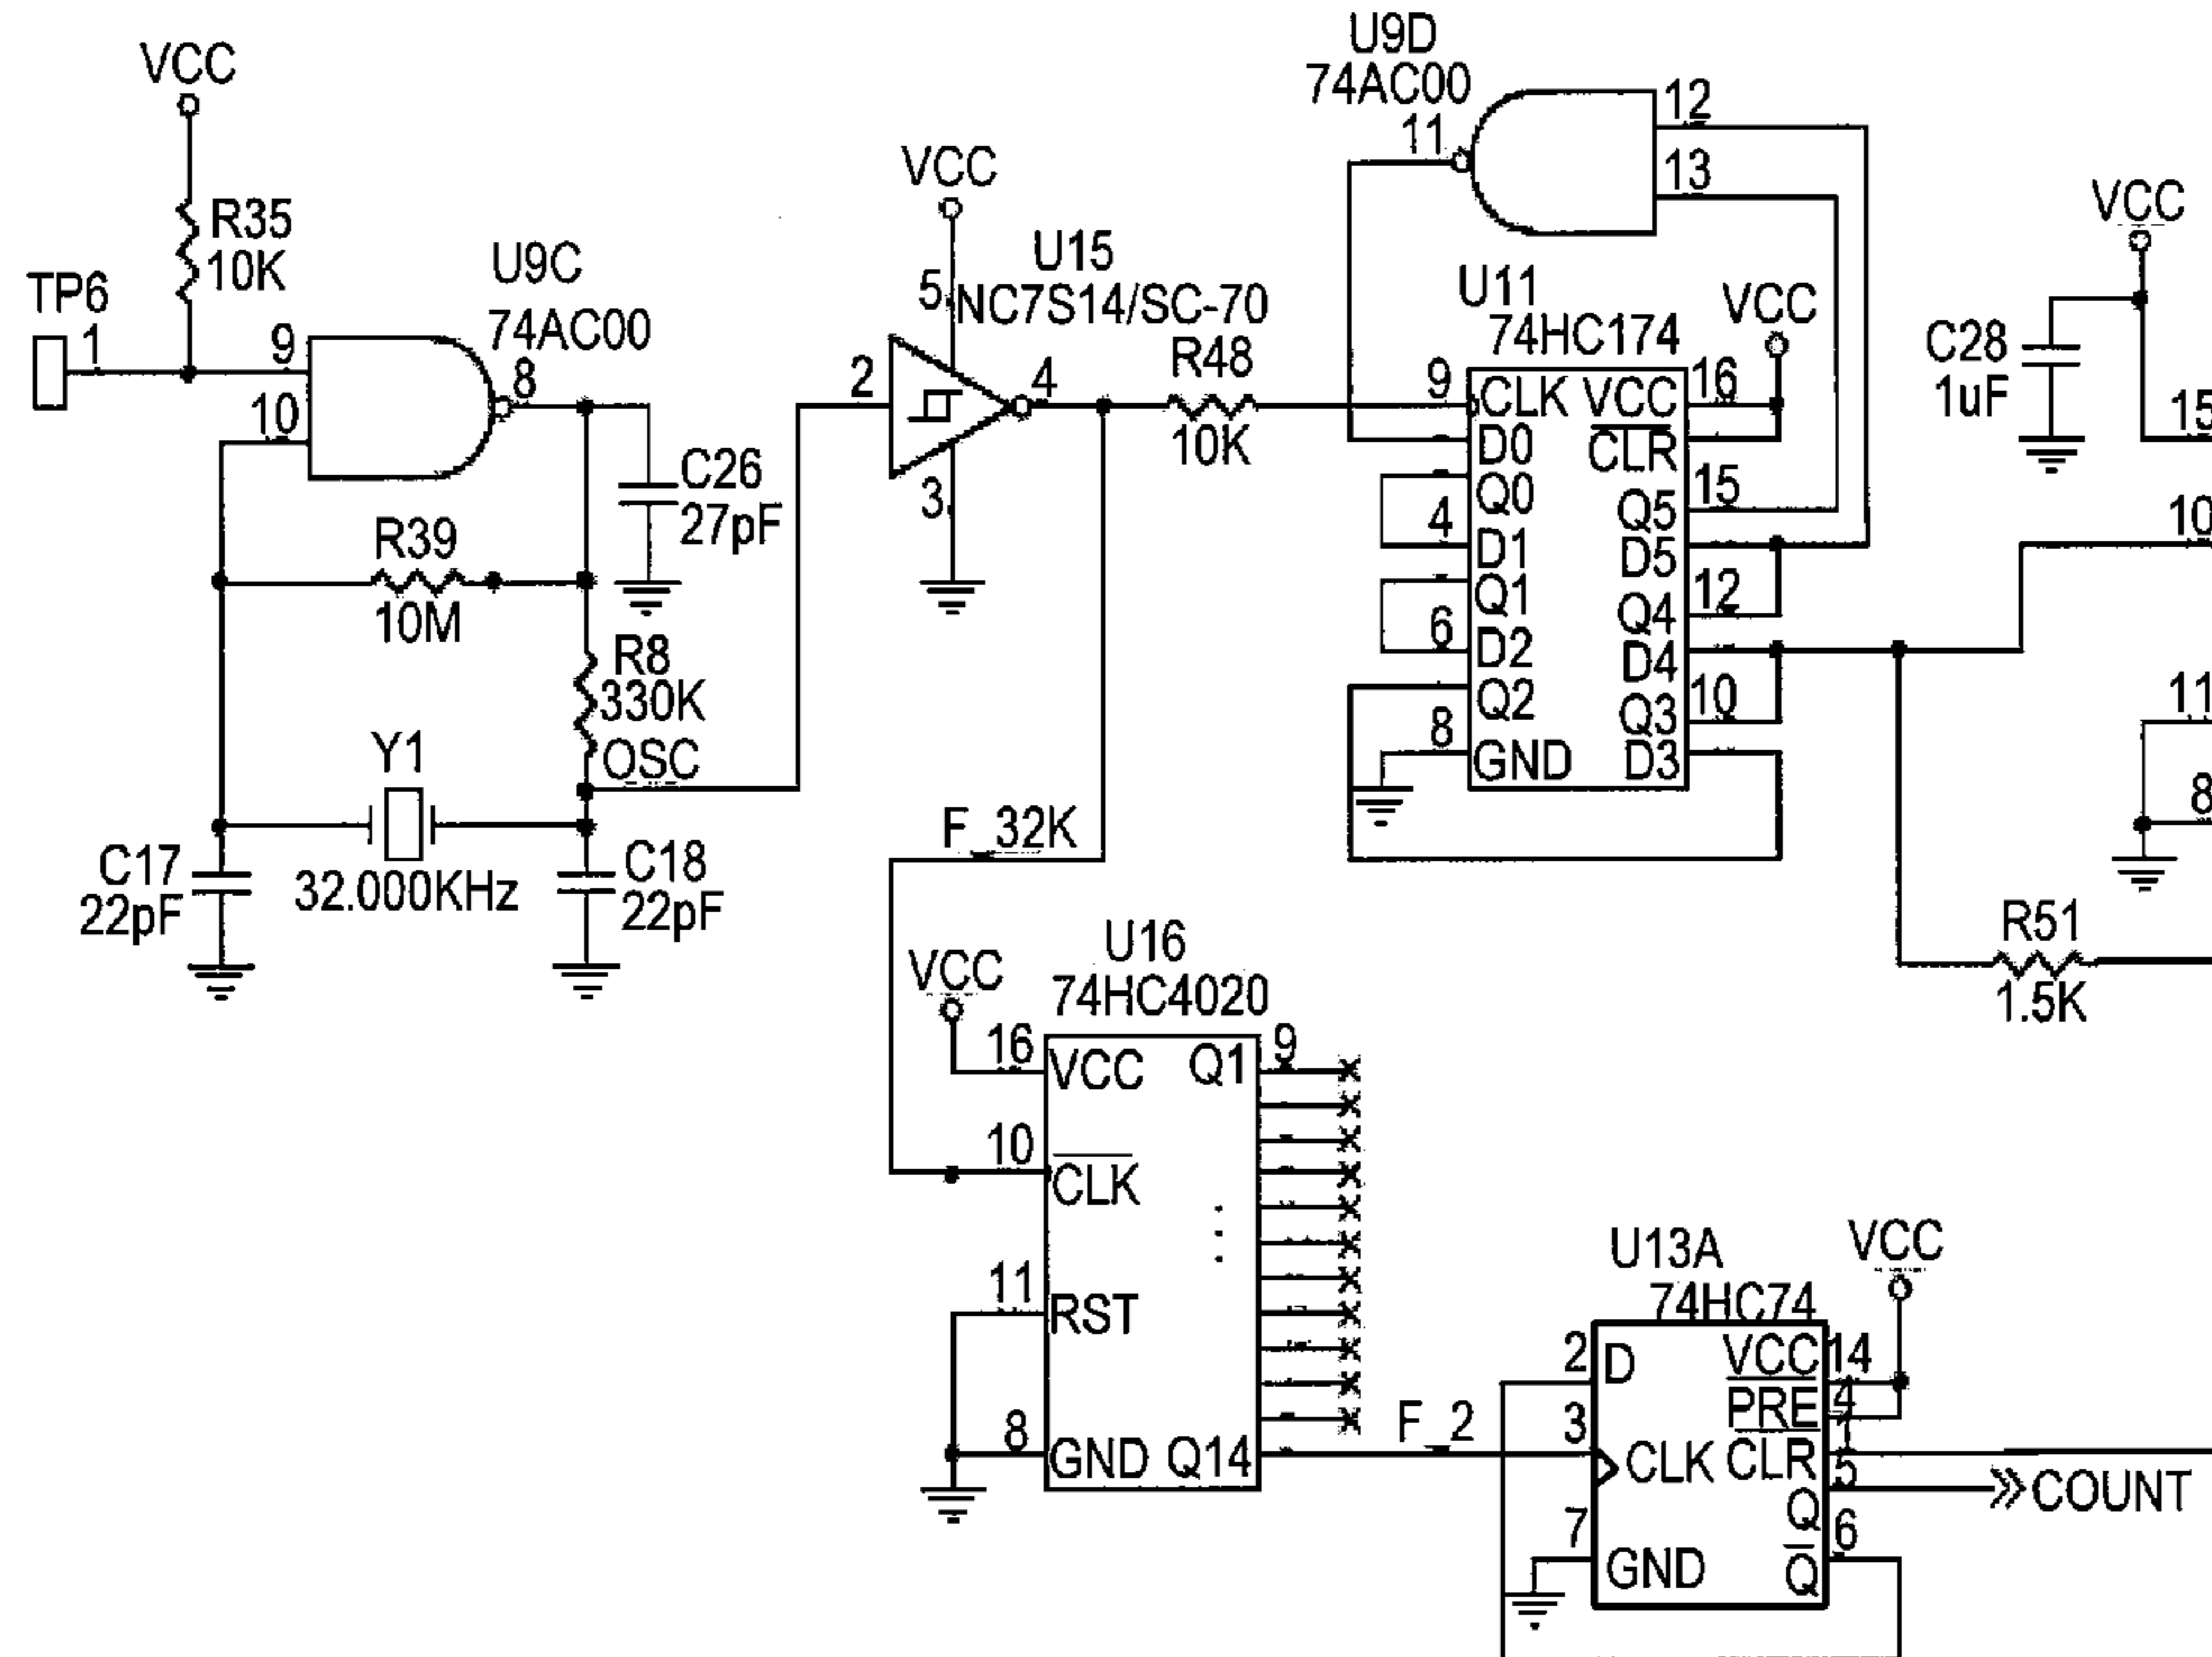 VCC
R35
10K
TP6
1
9
10
U9C
74AC00
8
C26
27pF
R39
10M
R8
330K
OSC
Y1
32.000KHz
C17
22pF
C18
22pF
VCC
5
U15
NC7S14/SC-70
2
4
3
R48
10K
F_32K
U9D
74AC00
11
12
13
U11
74HC174
VCC
9
CLK
VCC
16
D0
CLR
Q0
15
4
Q5
D1
D5
Q1
12
6
Q4
D2
D4
Q2
10
8
Q3
GND
D3
VCC
C28
1uF
15
10
11
8
R51
1.5K
VCC
U16
74HC4020
16
VCC
Q1
9
10
CLK
11
RST
8
GND
Q14
F_2
U13A
74HC74
VCC
2
D
VCC
14
PRE
4
3
CLK
CLR
1
5
Q
COUNT
7
GND
6
Q